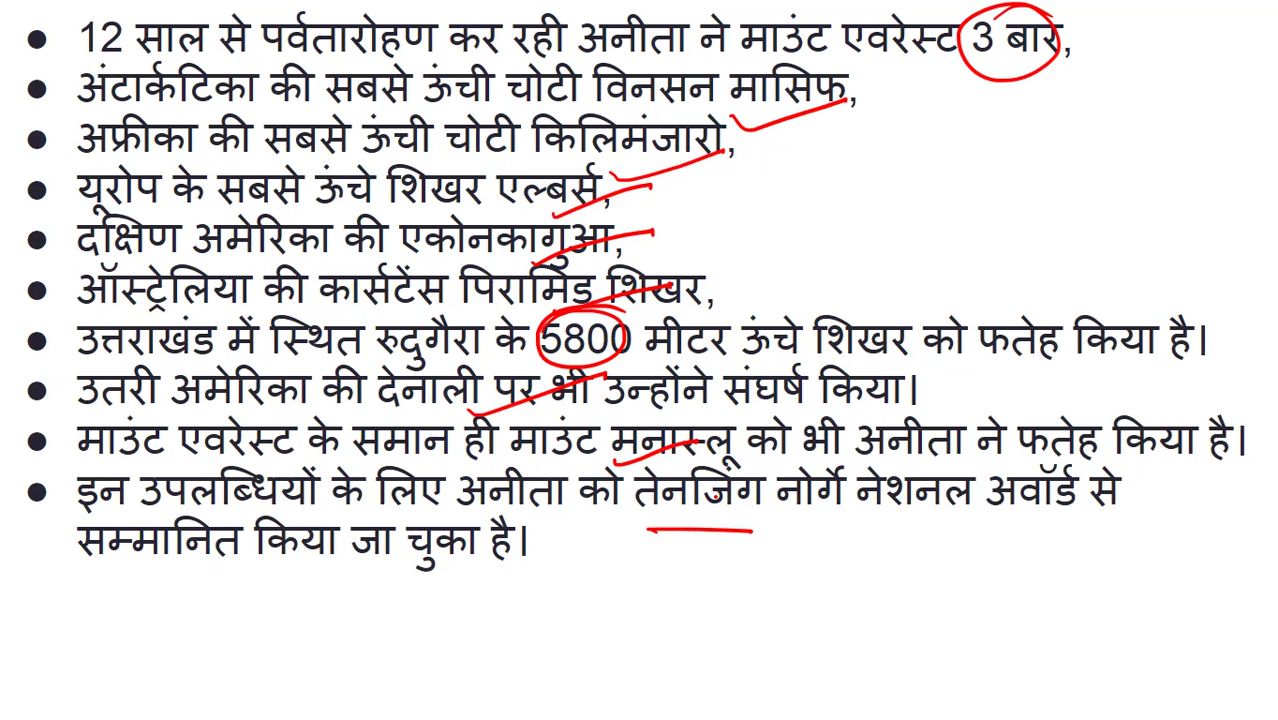 ● 12 साल से पर्वतारोहण कर रही अनीता ने माउंट एवरेस्ट 3 बार,
● अंटार्कटिका की सबसे ऊंची चोटी विनसन मासिफ,
● अफ्रीका की सबसे ऊंची चोटी किलिमंजारो,
● यूरोप के सबसे ऊंचे शिखर एल्बर्स,
● दक्षिण अमेरिका की एकोनकागुआ,
● ऑस्ट्रेलिया की कार्सटेंस पिरामिड शिखर,
● उत्तराखंड में स्थित रुदुगैरा के 5800 मीटर ऊंचे शिखर को फतेह किया है।
● उतरी अमेरिका की देनाली पर भी उन्होंने संघर्ष किया।
● माउंट एवरेस्ट के समान ही माउंट मनास्लू को भी अनीता ने फतेह किया है।
● इन उपलब्धियों के लिए अनीता को तेनजिंग नोर्गे नेशनल अवॉर्ड से
सम्मानित किया जा चुका है।